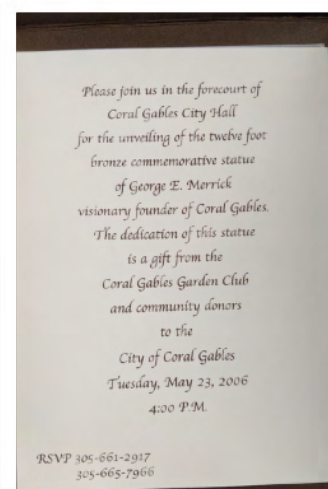 Please join us in the forecourt of
Coral Gables City Hall
for the unveiling of the twelve foot
bronze commemorative statue
of George E. Merrick
visionary founder of Coral Gables.
The dedication of this statue
is a gift from the
Coral Gables Garden Club
and community donors
to the
City of Coral Gables
Tuesday, May 23, 2006
4:00 P.M.
RSVP 305-661-2917
305-665-7966